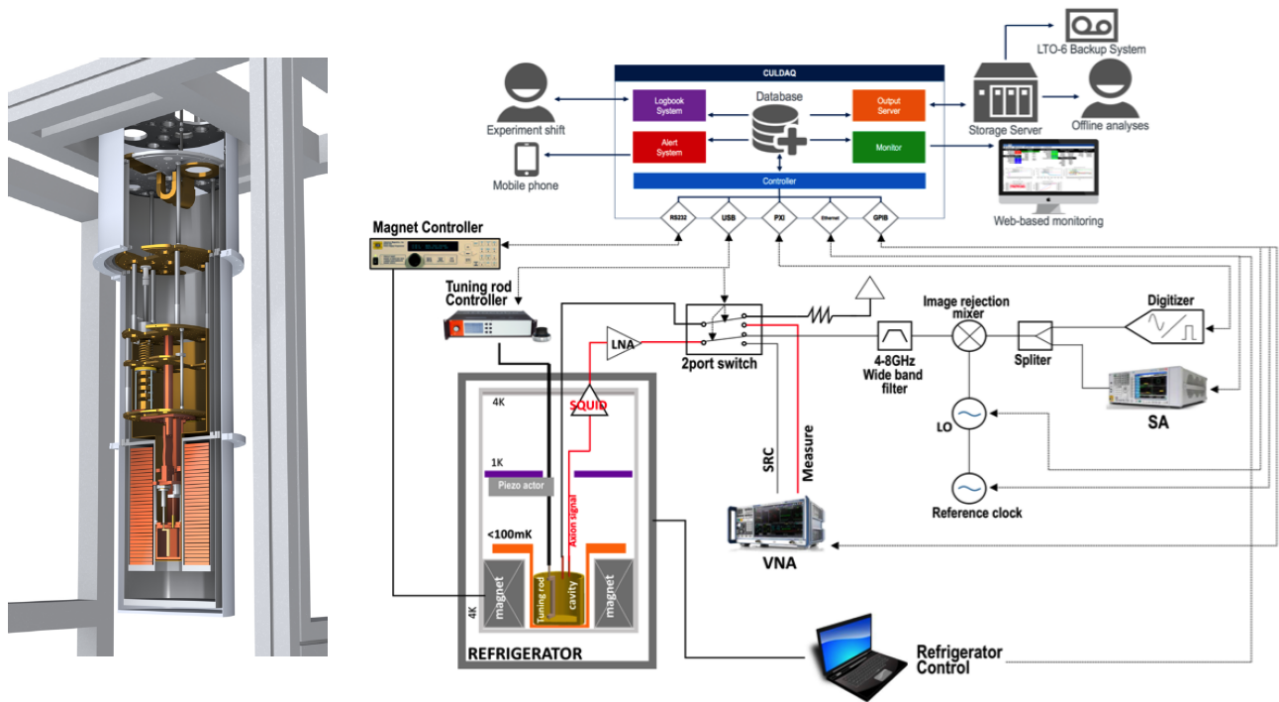 LTO-6 Backup System
CULDAQ
Experiment shift
Logbook
System
Database
Output
Server
Storage Server
Offline analyses
Alert
System
Monitor
Mobile phone
Controller
Web-based monitoring
RS232
USB
PXI
Ethernet
GPIB
Magnet Controller
Tuning rod
Controller
LNA
2port switch
4-8GHz
Wide band
filter
Image rejection
mixer
Spliter
Digitizer
SA
LO
Reference clock
SRC
Measure
VNA
4K
SQUID
1K
Piezo actor
Axion signal
<100mK
magnet
Tuning rod
cavity
magnet
4K
REFRIGERATOR
Refrigerator
Control